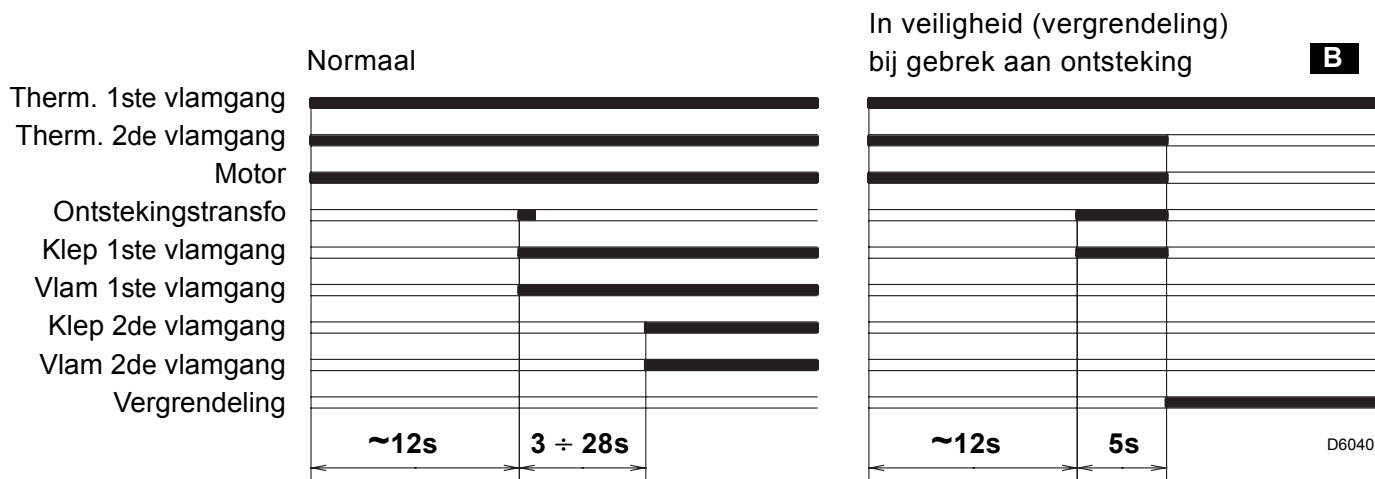 In veiligheid (vergrendeling)
Normaal
bij gebrek aan ontsteking
B
Therm. 1ste vlamgang
Therm. 2de vlamgang
Motor
Ontstekingstransfo
Klep 1ste vlamgang
Vlam 1ste vlamgang
Klep 2de vlamgang
Vlam 2de vlamgang
Vergrendeling
~12s
3 ÷ 28s
~12s
5s
D6040